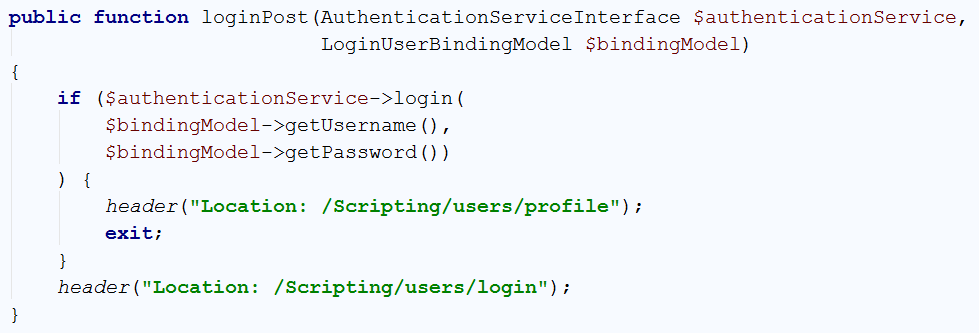 public function loginPost(AuthenticationServiceInterface $authenticationService,
                          LoginUserBindingModel $bindingModel)
{
    if ($authenticationService->login(
        $bindingModel->getUsername(),
        $bindingModel->getPassword())
    ) {
        header("Location: /Scripting/users/profile");
        exit;
    }
    header("Location: /Scripting/users/login");
}